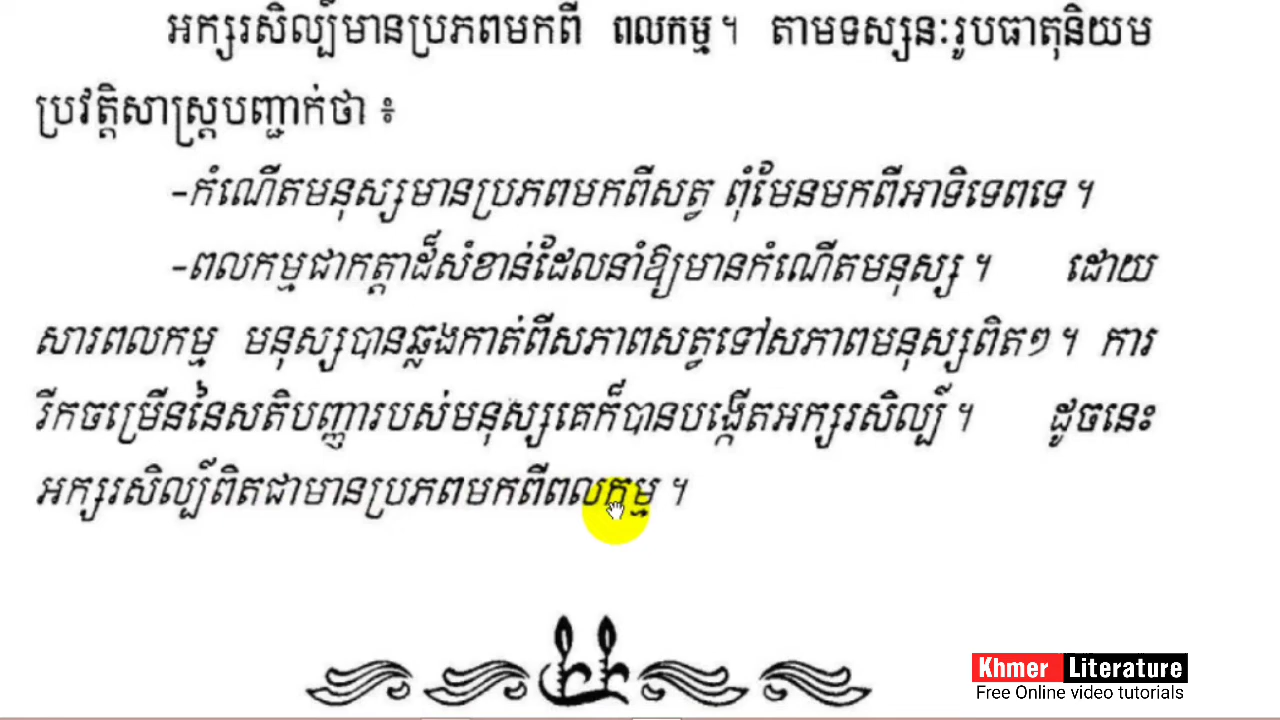 អក្សរសិល្ប៍មានប្រភពមកពី ពលកម្ម។ តាមទស្សនៈរូបធាតុនិយម
ប្រវត្តិសាស្ត្របញ្ជាក់ថា ៖
-កំណើតមនុស្សមានប្រភពមកពីសត្វ ពុំមែនមកពីអាទិទេពទេ។
-ពលកម្មជាកត្តាដ៏សំខាន់ដែលនាំឱ្យមានកំណើតមនុស្ស។ ដោយ
សារពលកម្ម មនុស្សបានឆ្លងកាត់ពីសភាពសត្វទៅសភាពមនុស្សពិតៗ។ ការ
រីកចម្រើននៃសតិបញ្ញារបស់មនុស្សគេក៏បានបង្កើតអក្សរសិល្ប៍។ ដូចនេះ
អក្សរសិល្ប៍ពិតជាមានប្រភពមកពីពលកម្ម។
Khmer Literature
Free Online video tutorials